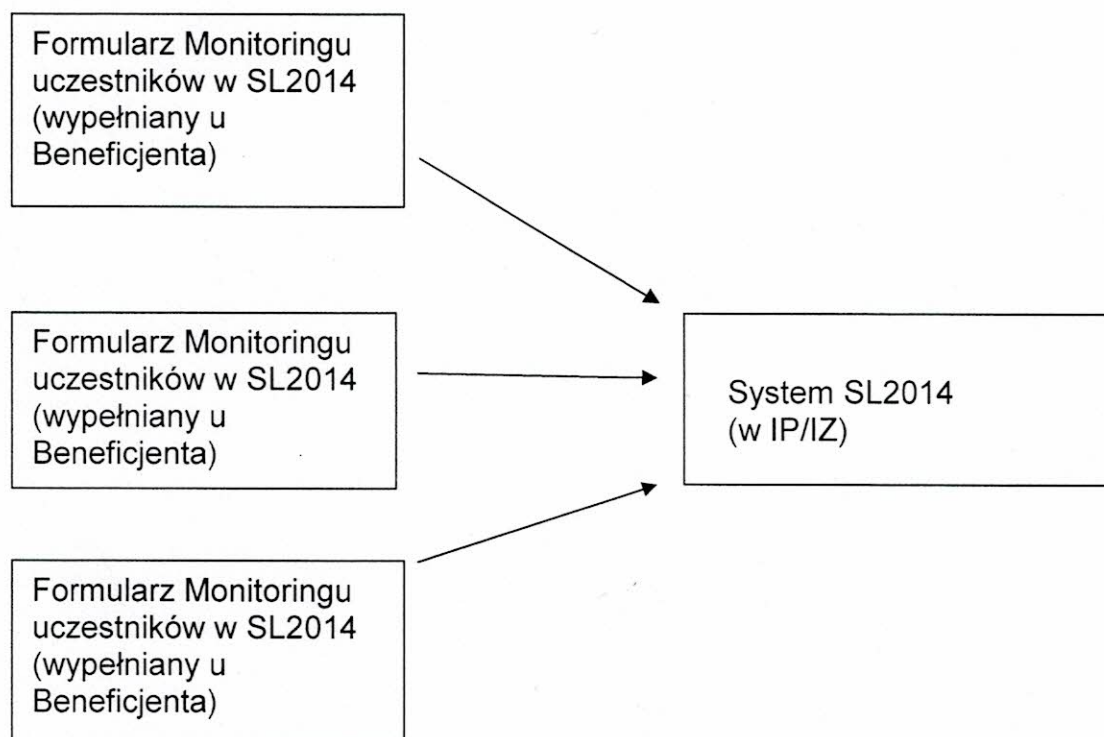 Formularz Monitoringu
uczestników w SL2014
(wypełniany u
Beneficjenta)
Formularz Monitoringu
uczestników w SL2014
(wypełniany u
Beneficjenta)
System SL2014
(w IP/IZ)
Formularz Monitoringu
uczestników w SL2014
(wypełniany u
Beneficjenta)